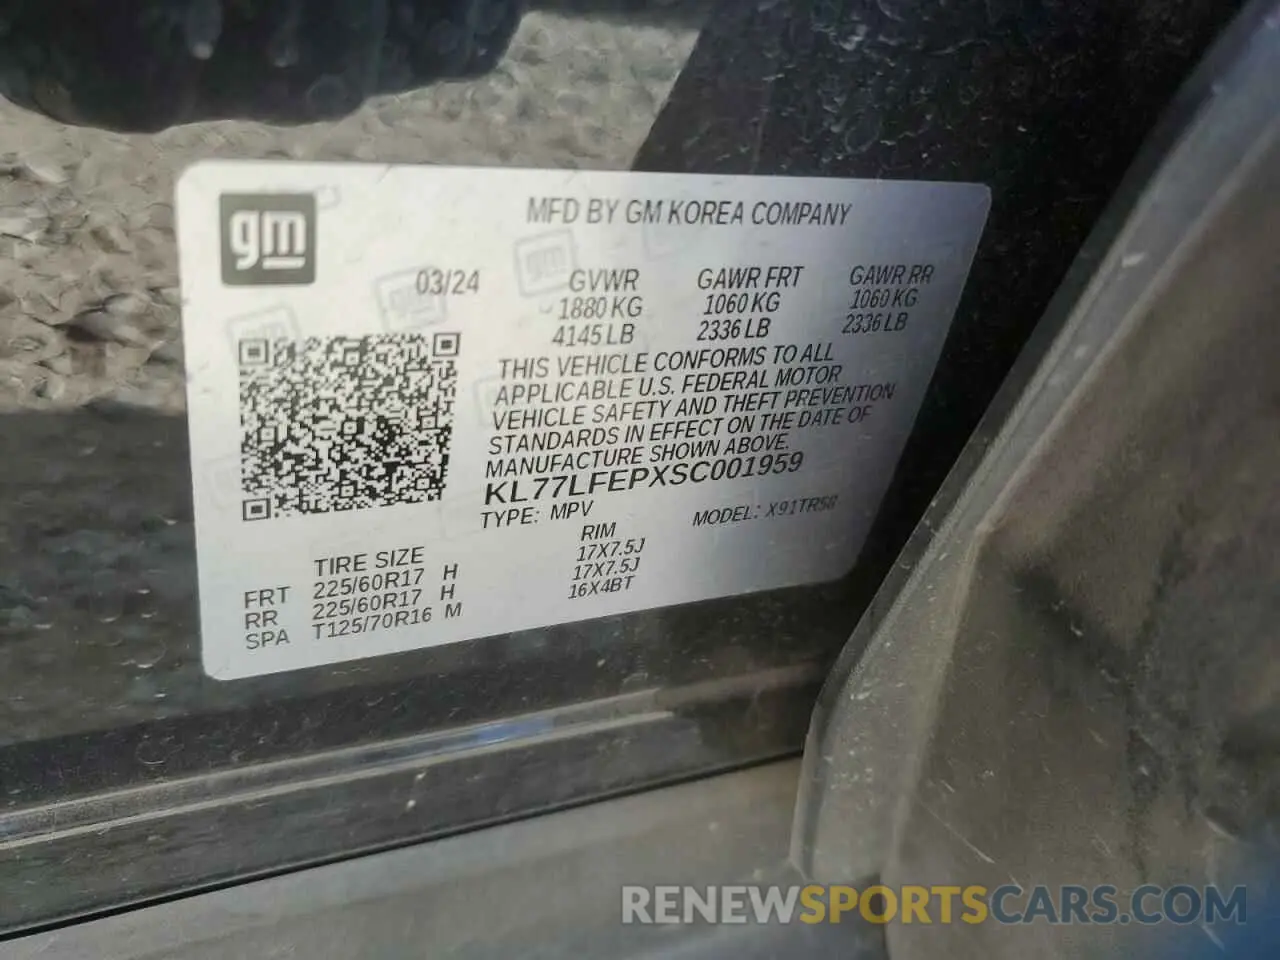 gm
MFD BY GM KOREA COMPANY
03/24 GVWR GAWR FRT GAWR RR
1880 KG 1060 KG 1060 KG
4145 LB 2336 LB 2336 LB
THIS VEHICLE CONFORMS TO ALL
APPLICABLE U.S. FEDERAL MOTOR
VEHICLE SAFETY AND THEFT PREVENTION
STANDARDS IN EFFECT ON THE DATE OF
MANUFACTURE SHOWN ABOVE.
KL77LFEPXSC001959
TYPE: MPV MODEL: X91TR58
TIRE SIZE RIM
FRT 225/60R17 H 17X7.5J
RR 225/60R17 H 17X7.5J
SPA T125/70R16 M 16X4BT
RENEWSPORTSCARS.COM